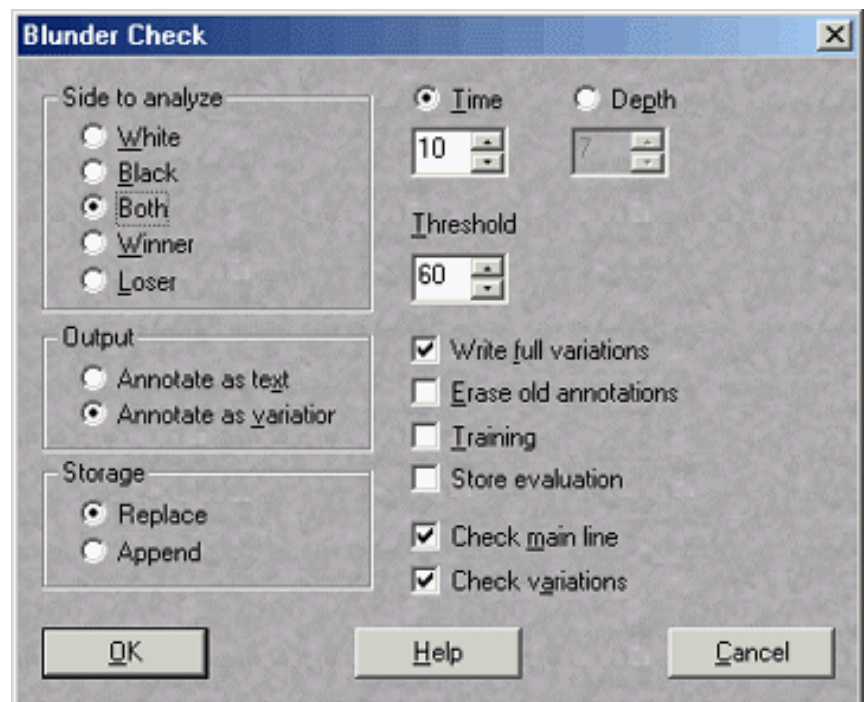 Blunder Check
Side to analyze
White
Black
Both
Winner
Loser
Output
Annotate as text
Annotate as variatior
Storage
Replace
Append
Time
Depth
10
7
Threshold
60
Write full variations
Erase old annotations
Training
Store evaluation
Check main line
Check variations
OK
Help
Cancel